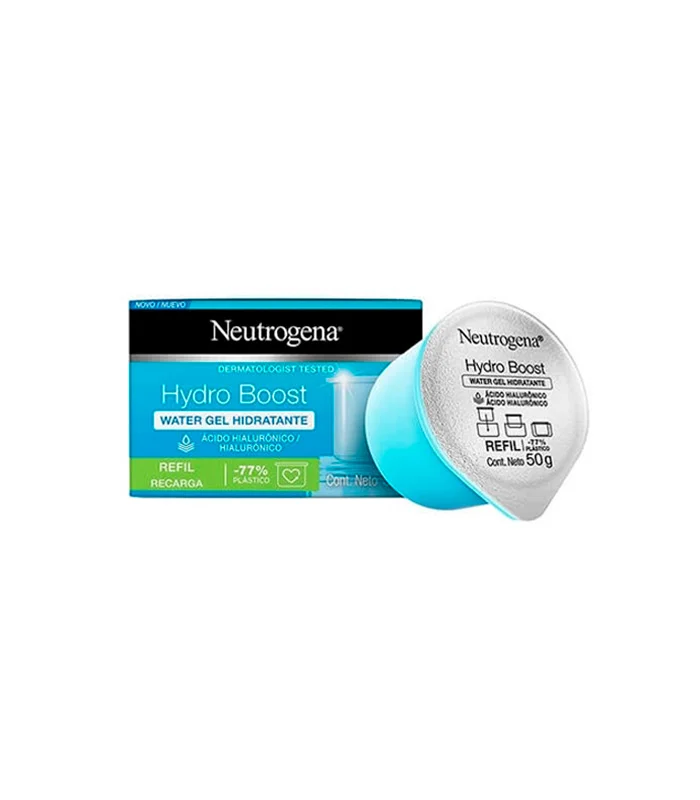 NOVO / NUEVO
Neutrogena®
DERMATOLOGIST TESTED
Hydro Boost
WATER GEL HIDRATANTE
ÁCIDO HIALURÔNICO /
HIALURÓNICO
REFIL
RECARGA
-77%
PLÁSTICO
Cont. Neto
Neutrogena®
Hydro Boost
WATER GEL HIDRATANTE
ÁCIDO HIALURÔNICO
ÁCIDO HIALURÓNICO
-77%
PLÁSTICO
REFIL
Cont. Neto 50g